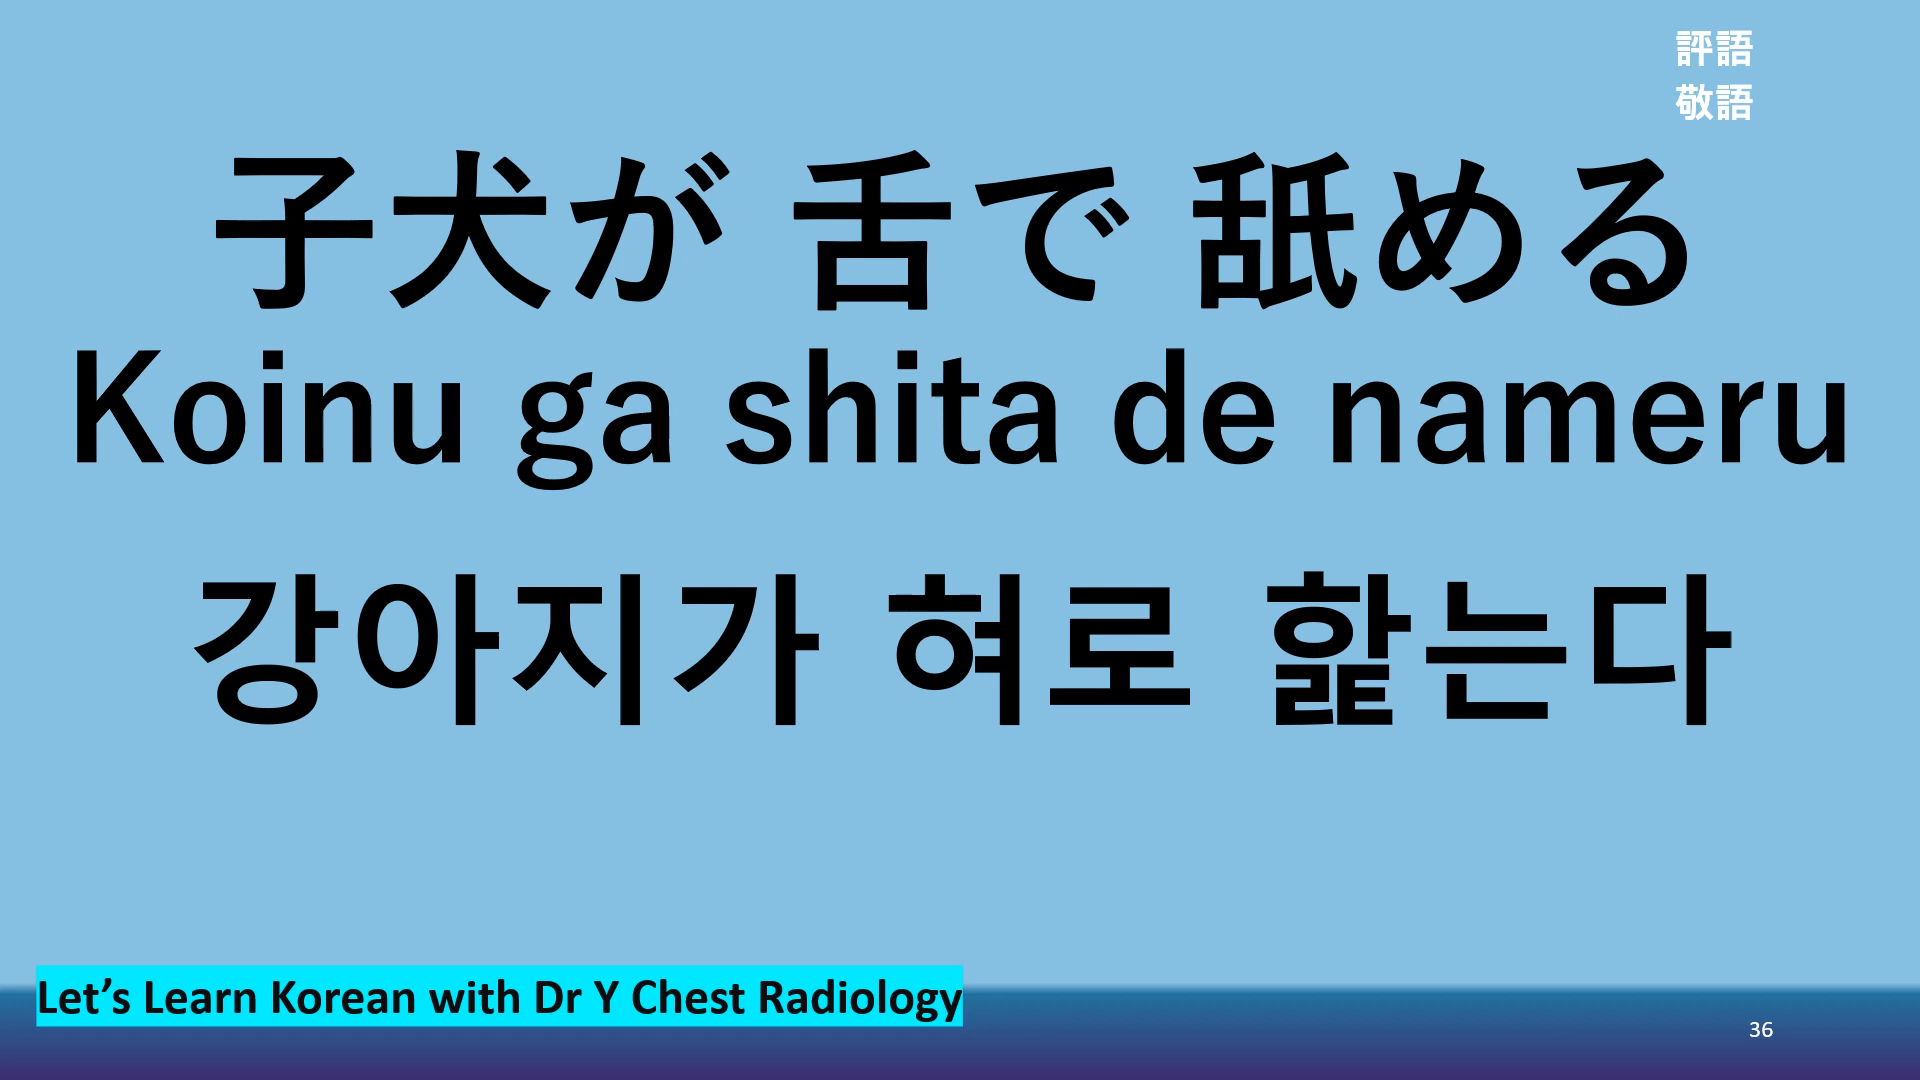 評語
敬語
子犬が 舌で 舐める
Koinu ga shita de nameru
강아지가 혀로 핥는다
Let’s Learn Korean with Dr Y Chest Radiology
36